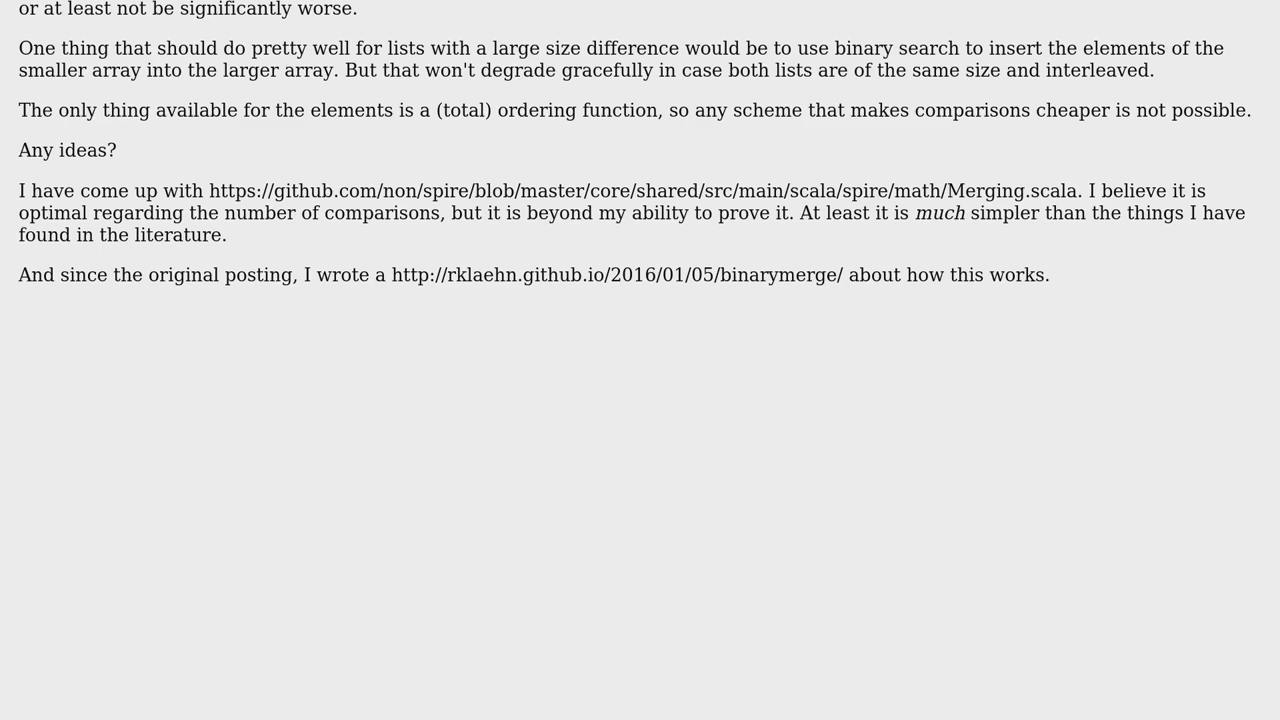 or at least not be significantly worse.
One thing that should do pretty well for lists with a large size difference would be to use binary search to insert the elements of the
smaller array into the larger array. But that won't degrade gracefully in case both lists are of the same size and interleaved.
The only thing available for the elements is a (total) ordering function, so any scheme that makes comparisons cheaper is not possible.
Any ideas?
I have come up with https://github.com/non/spire/blob/master/core/shared/src/main/scala/spire/math/Merging.scala. I believe it is
optimal regarding the number of comparisons, but it is beyond my ability to prove it. At least it is much simpler than the things I have
found in the literature.
And since the original posting, I wrote a http://rklaehn.github.io/2016/01/05/binarymerge/ about how this works.